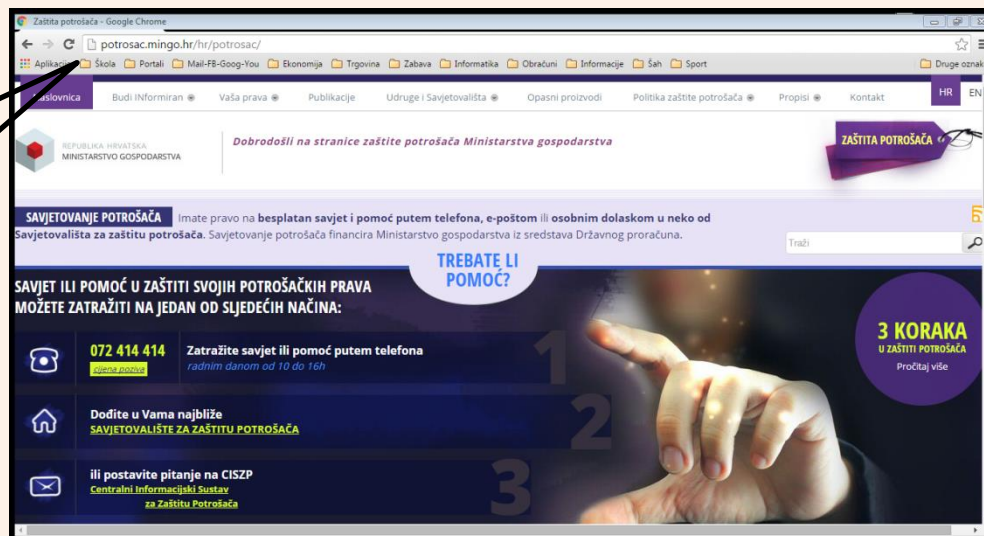 Zaštita potrošača - Google Chrome
potrosac.mingo.hr/hr/potrosac/
Aplikacije Škola Portali Mail-FB-Goog-You Ekonomija Trgovina Zabava Informatika Obračuni Informacije Šah Sport Druge oznak
Naslovnica Budi INformiran Vaša prava Publikacije Udruge i Savjetovališta Opasni proizvodi Politika zaštite potrošača Propisi Kontakt HR EN
REPUBLIKA HRVATSKA
MINISTARSTVO GOSPODARSTVA
Dobrodošli na stranice zaštite potrošača Ministarstva gospodarstva
ZAŠTITA POTROŠAČA
SAVJETOVANJE POTROŠAČA Imate pravo na besplatan savjet i pomoć putem telefona, e-poštom ili osobnim dolaskom u neko od
Savjetovališta za zaštitu potrošača. Savjetovanje potrošača financira Ministarstvo gospodarstva iz sredstava Državnog proračuna.
Traži
TREBATE LI
POMOĆ?
SAVJET ILI POMOĆ U ZAŠTITI SVOJIH POTROŠAČKIH PRAVA
MOŽETE ZATRAŽITI NA JEDAN OD SLJEDEĆIH NAČINA:
072 414 414 Zatražite savjet ili pomoć putem telefona
cijena poziva radnim danom od 10 do 16h
1
Dođite u Vama najbliže
SAVJETOVALIŠTE ZA ZAŠTITU POTROŠAČA
2
ili postavite pitanje na CISZP
Centralni Informacijski Sustav
za Zaštitu Potrošača
3
3 KORAKA
U ZAŠTITI POTROŠAČA
Pročitaj više